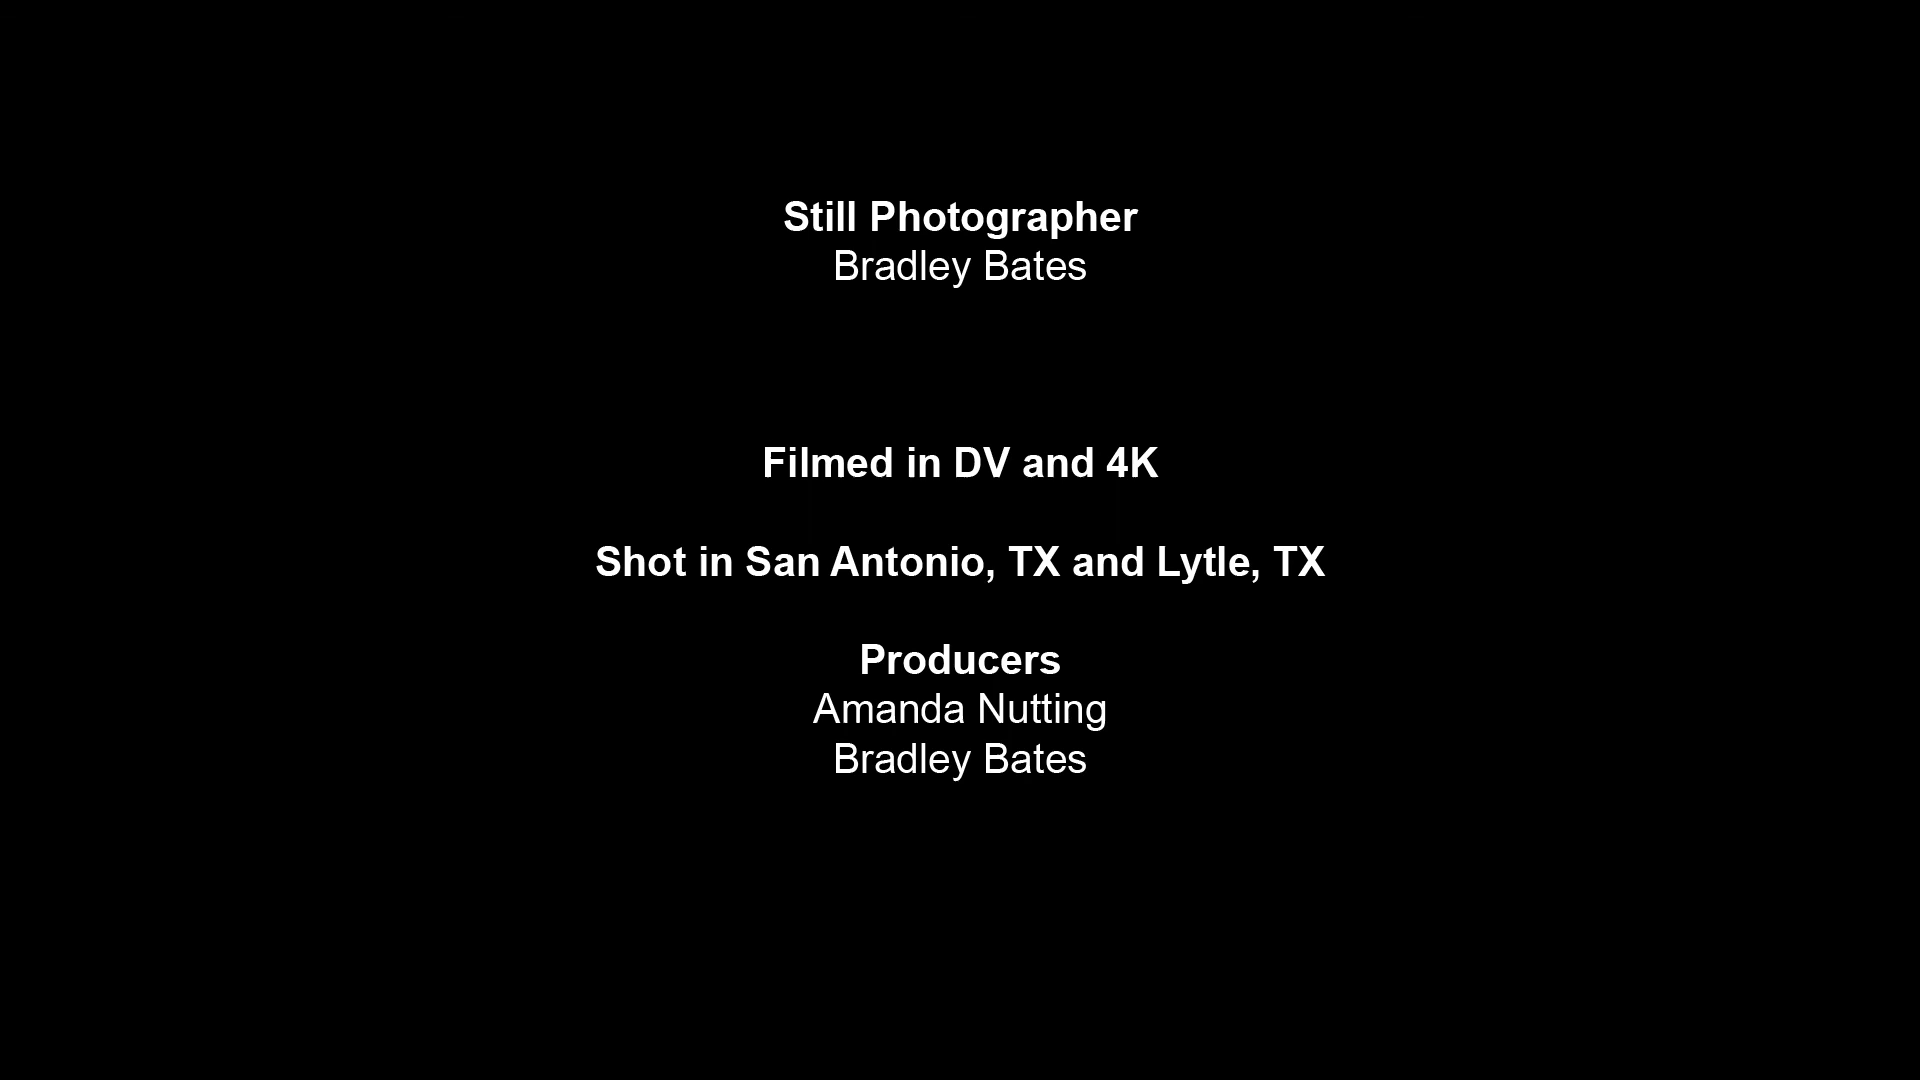 Still Photographer
Bradley Bates
Filmed in DV and 4K
Shot in San Antonio, TX and Lytle, TX
Producers
Amanda Nutting
Bradley Bates